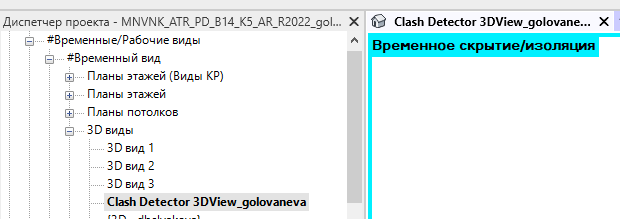 Диспетчер проекта - MNVNK_ATR_PD_B14_K5_AR_R2022_gol...
#Временные/Рабочие виды
#Временный вид
Планы этажей (Виды КР)
Планы этажей
Планы потолков
3D виды
3D вид 1
3D вид 2
3D вид 3
Clash Detector 3DView_golovaneva
Clash Detector 3DView_golovane...
Временное скрытие/изоляция